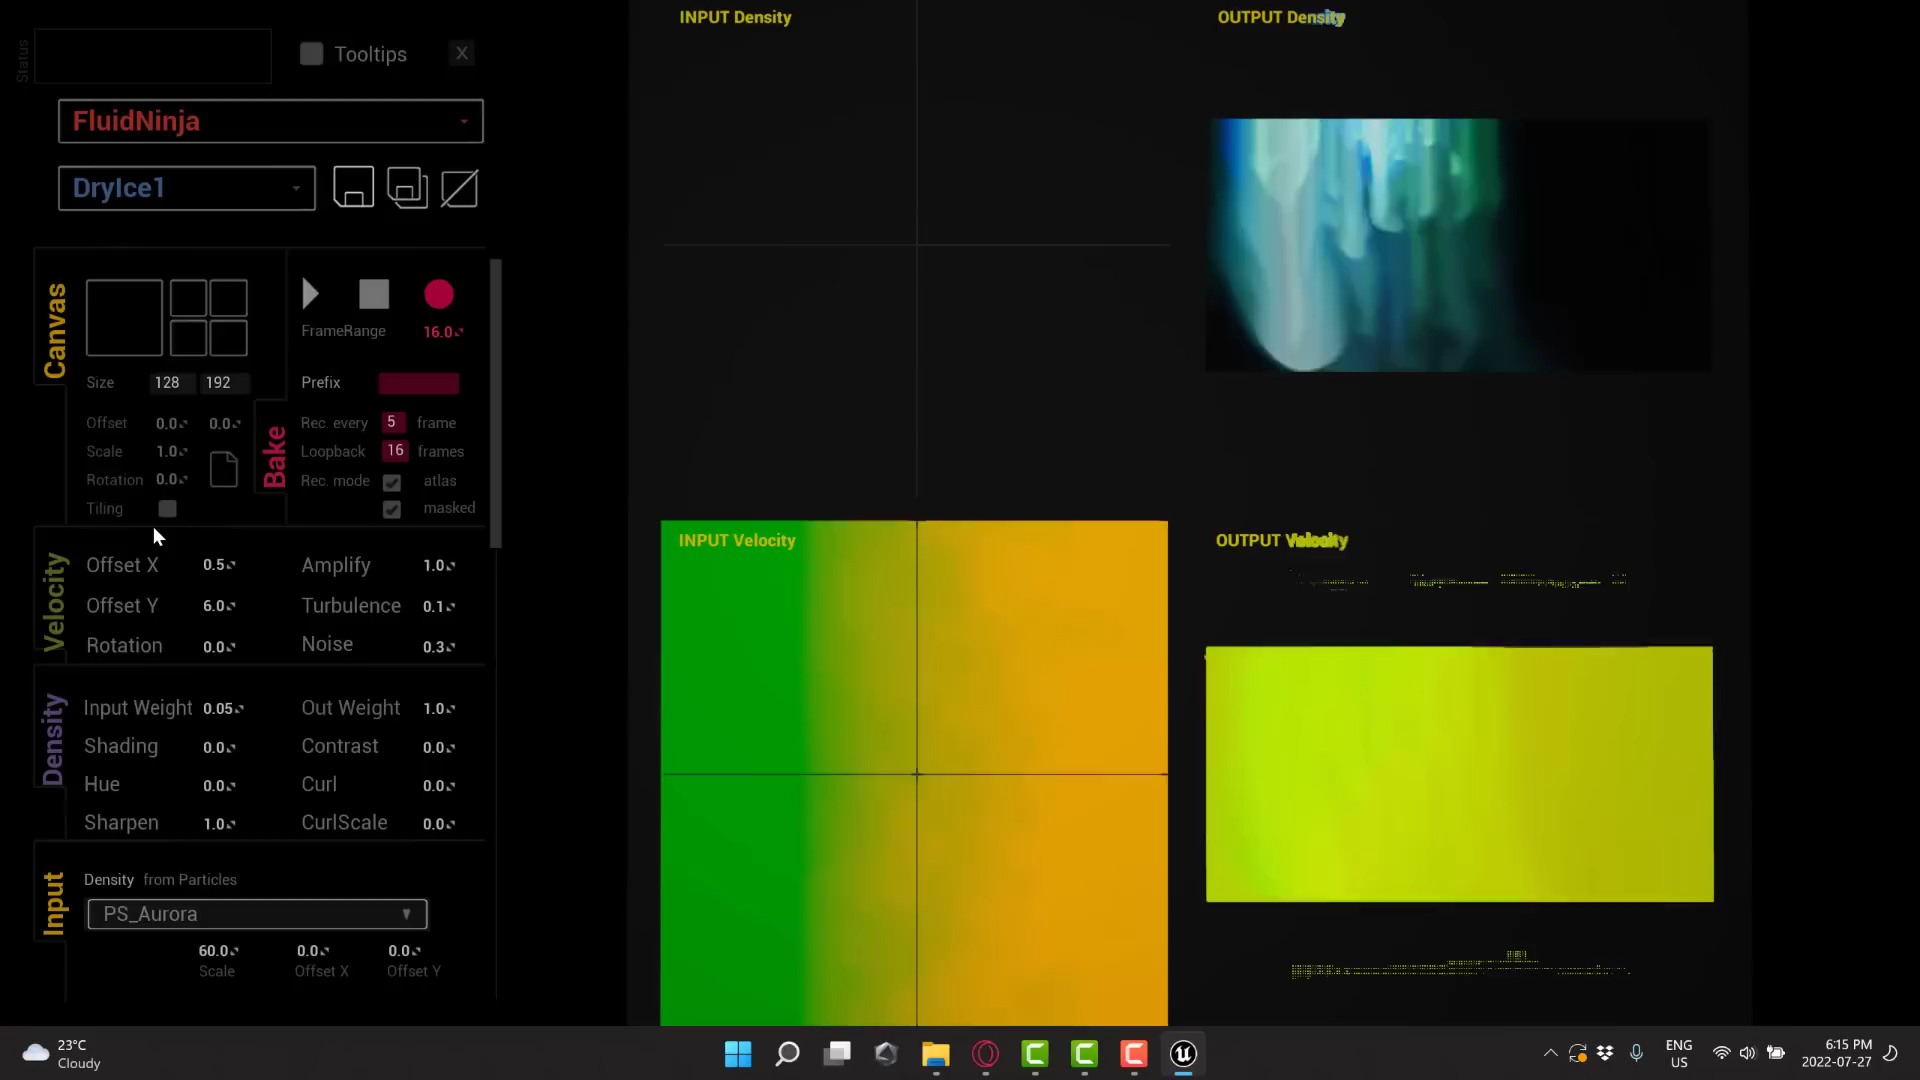 Status
Tooltips X
FluidNinja
DryIce1
Canvas
FrameRange 16.0
Size 128 192
Prefix
Offset 0.0 0.0
Scale 1.0
Rotation 0.0
Tiling
Bake
Rec. every 5 frame
Loopback 16 frames
Rec. mode atlas
masked
Velocity
Offset X 0.5 Amplify 1.0
Offset Y 6.0 Turbulence 0.1
Rotation 0.0 Noise 0.3
Density
Input Weight 0.05 Out Weight 1.0
Shading 0.0 Contrast 0.0
Hue 0.0 Curl 0.0
Sharpen 1.0 CurlScale 0.0
Input
Density from Particles
PS_Aurora
60.0 0.0 0.0
Scale Offset X Offset Y
INPUT Density
OUTPUT Density
INPUT Velocity
OUTPUT Velocity
23°C
Cloudy
ENG
US
6:15 PM
2022-07-27